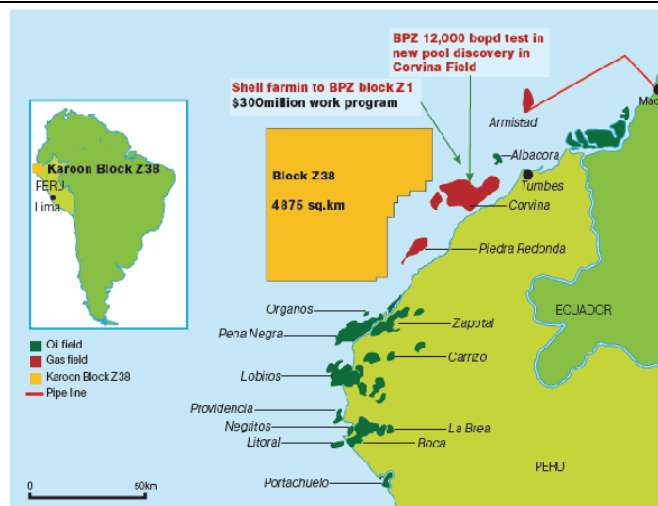 BPZ 12,000 bopd test in
new pool discovery in
Corvina Field
Shell farmin to BPZ block Z1
$300million work program
Armistad
Albacora
Tumbes
Corvina
Block Z38
4875 sq.km
Karoon Block Z38
PERU
Lima
Piedra Redonda
ECUADOR
Organos
Zapotal
Pena Negra
Carrizo
Oil field
Gas field
Karoon Block Z38
Pipe line
Lobitos
Providencia
Negritos
La Brea
Litoral
Boca
PERU
Portachuelo
0
50km